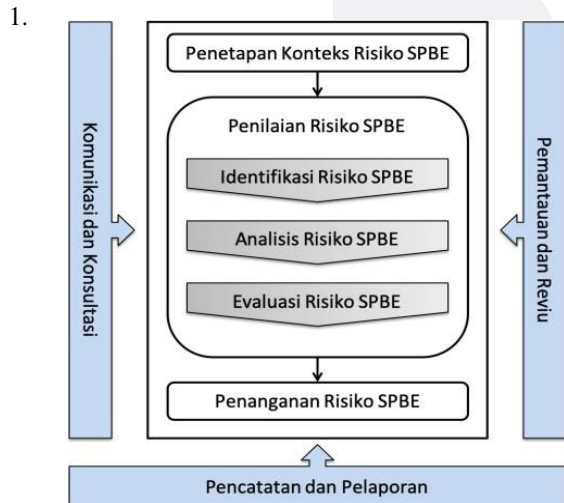 1.
Penetapan Konteks Risiko SPBE
Penilaian Risiko SPBE
Identifikasi Risiko SPBE
Analisis Risiko SPBE
Evaluasi Risiko SPBE
Penanganan Risiko SPBE
Komunikasi dan Konsultasi
Pemantauan dan Reviu
Pencatatan dan Pelaporan